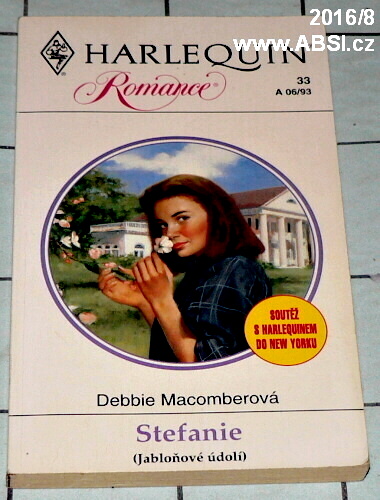 2016/8
www.ABSI.cz
HARLEQUIN
Romance®
33
A 06/93
SOUTĚŽ
S HARLEQUINEM
DO NEW YORKU
Debbie Macomberová
Stefanie
(Jabloňové údolí)